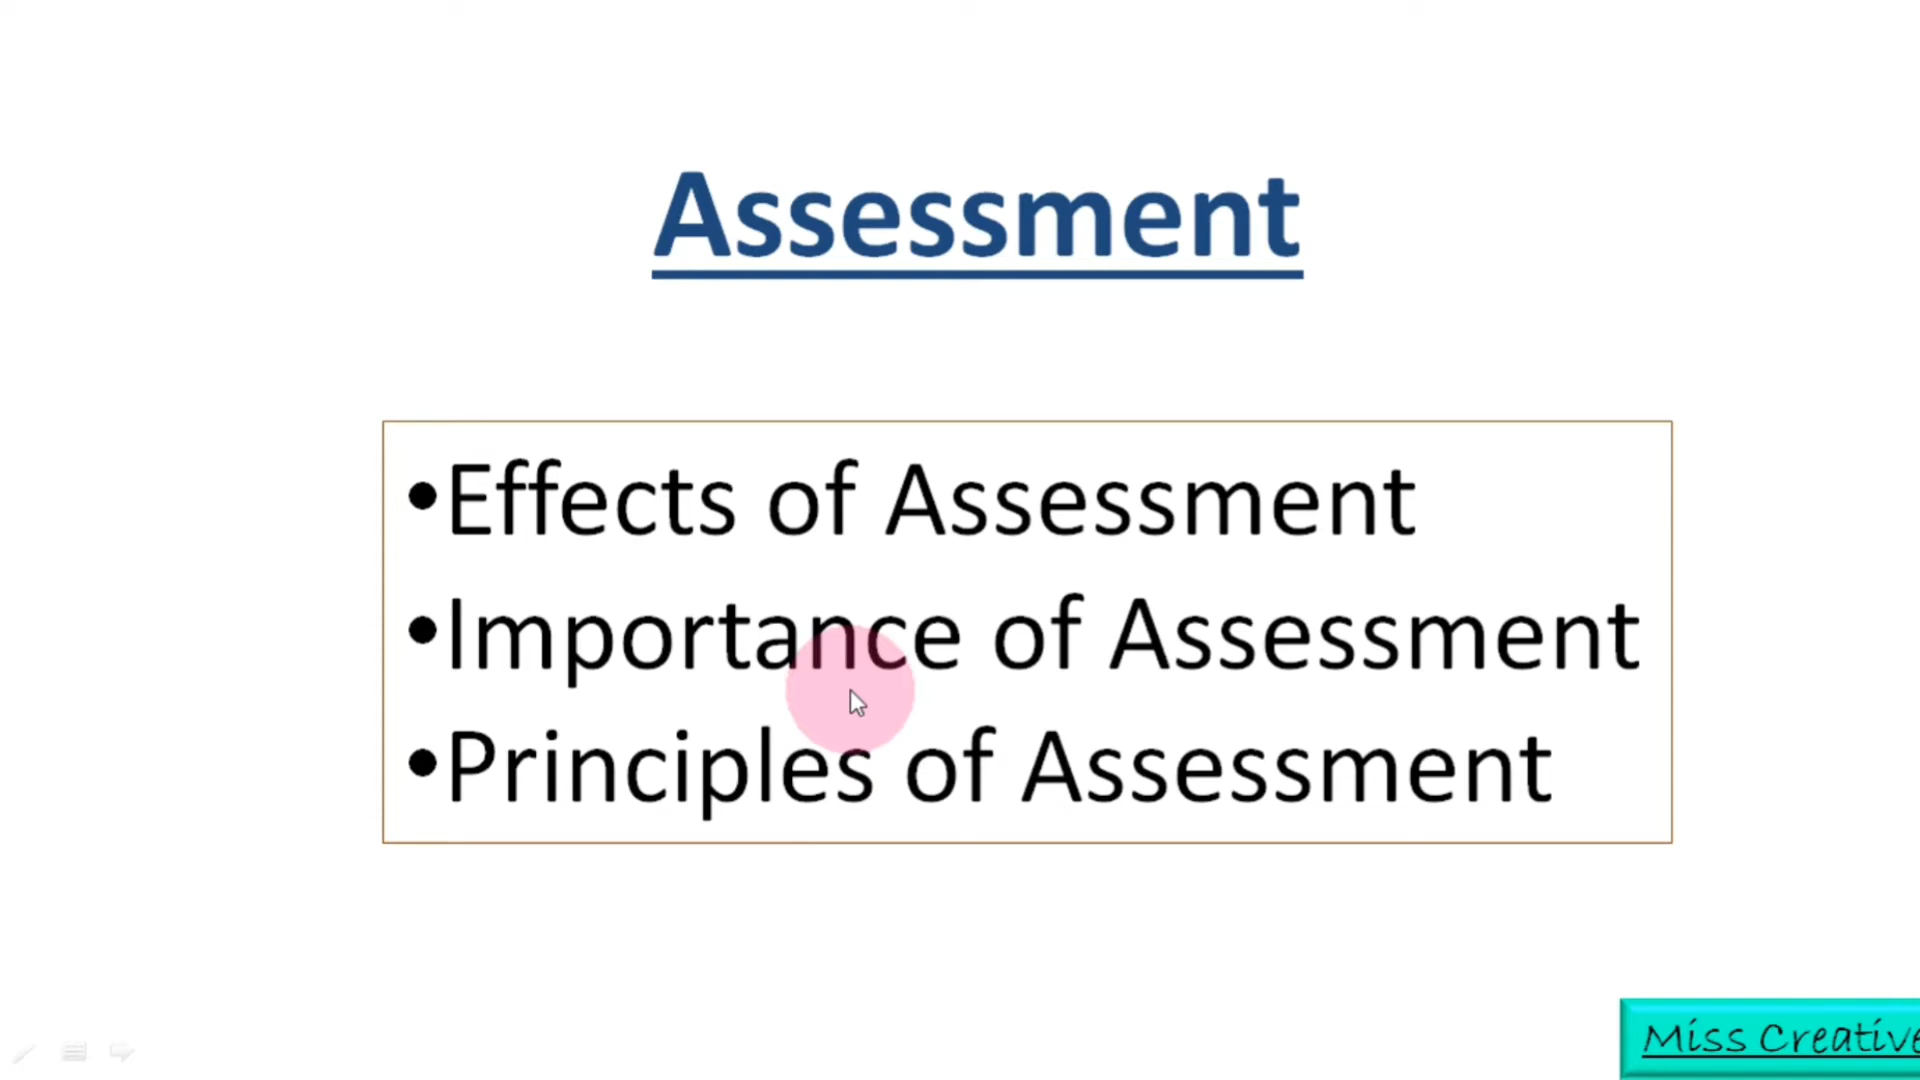 Assessment
•Effects of Assessment
•Importance of Assessment
•Principles of Assessment
Miss Creative